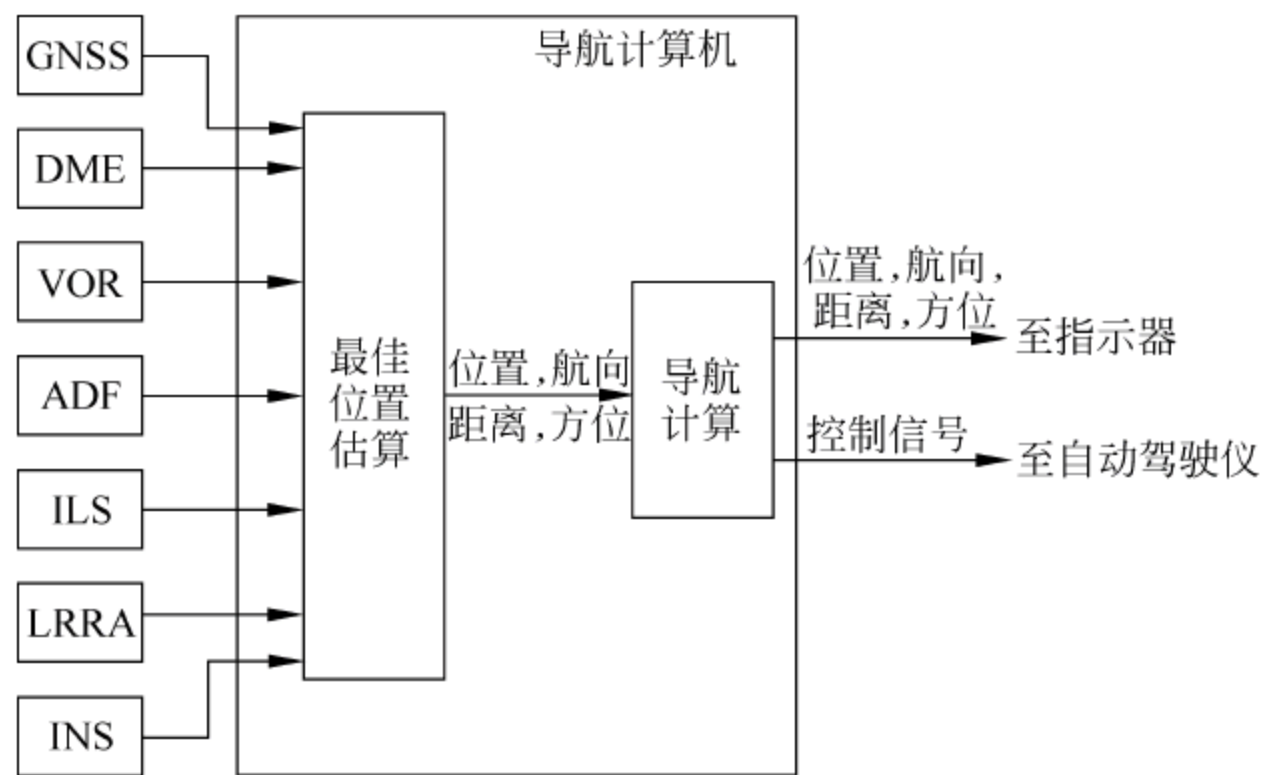 GNSS
导航计算机
DME
VOR
ADF
ILS
LRRA
INS
最佳
位置
估算
位置,航向
距离,方位
导航
计算
位置,航向,
距离,方位
至指示器
控制信号
至自动驾驶仪